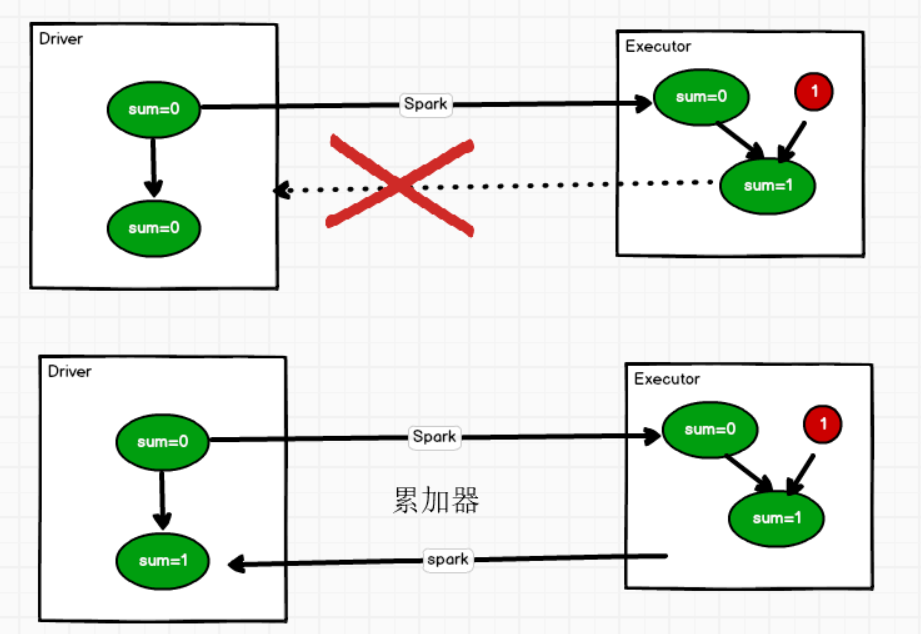 Driver
Executor
sum=0
Spark
sum=0
1
sum=1
sum=0
Driver
Executor
sum=0
Spark
sum=0
1
累加器
sum=1
sum=1
spark